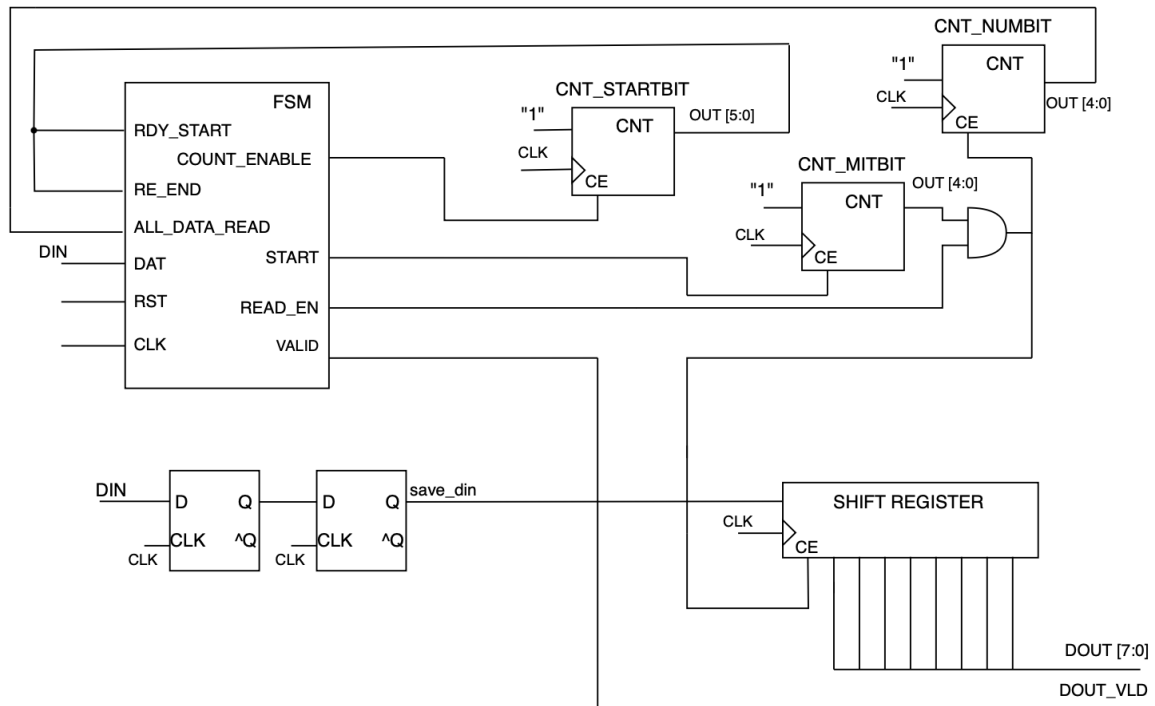 CNT_NUMBIT
"1"
CNT
CLK
OUT [4:0]
CE
CNT_STARTBIT
"1"
CNT
OUT [5:0]
CLK
CE
FSM
RDY_START
COUNT_ENABLE
RE_END
ALL_DATA_READ
DIN
DAT
START
RST
READ_EN
CLK
VALID
CNT_MITBIT
"1"
CNT
OUT [4:0]
CLK
CE
DIN
D
Q
CLK
^Q
CLK
D
Q
save_din
CLK
^Q
CLK
SHIFT REGISTER
CLK
CE
DOUT [7:0]
DOUT_VLD